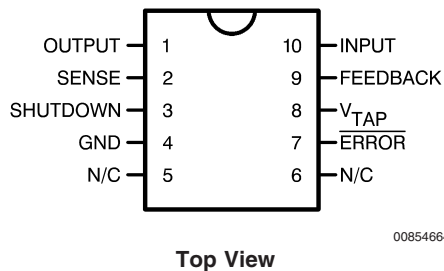 OUTPUT 1 10 INPUT
SENSE 2 9 FEEDBACK
SHUTDOWN 3 8 VTAP
GND 4 7 ERROR
N/C 5 6 N/C
0085466-
Top View